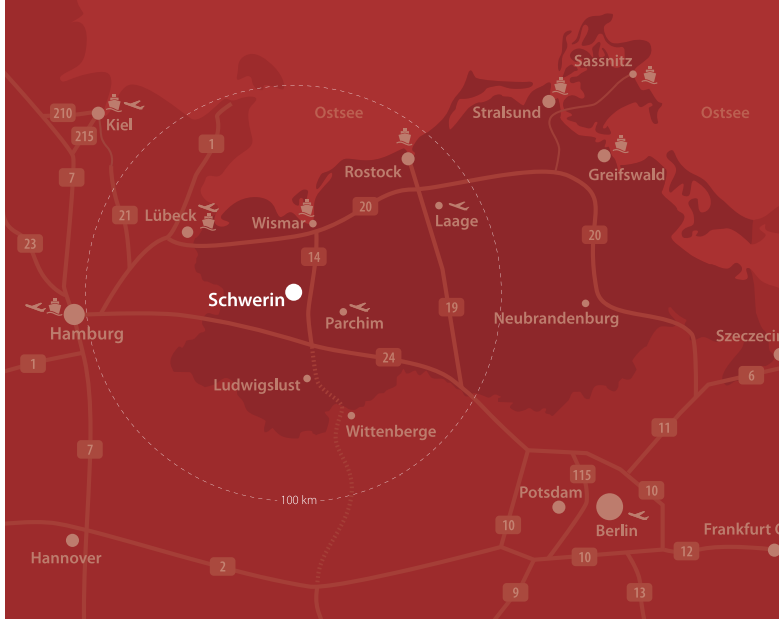 Sassnitz
210
Kiel
Ostsee
Stralsund
Ostsee
215
1
Rostock
Greifswald
7
21
Lübeck
Wismar
20
Laage
23
14
20
Schwerin
19
Hamburg
Parchim
Neubrandenburg
Szeczecin
1
24
6
Ludwigslust
Wittenberge
11
7
115
10
100 km
Potsdam
10
Berlin
Frankfurt
Hannover
10
12
2
9
13